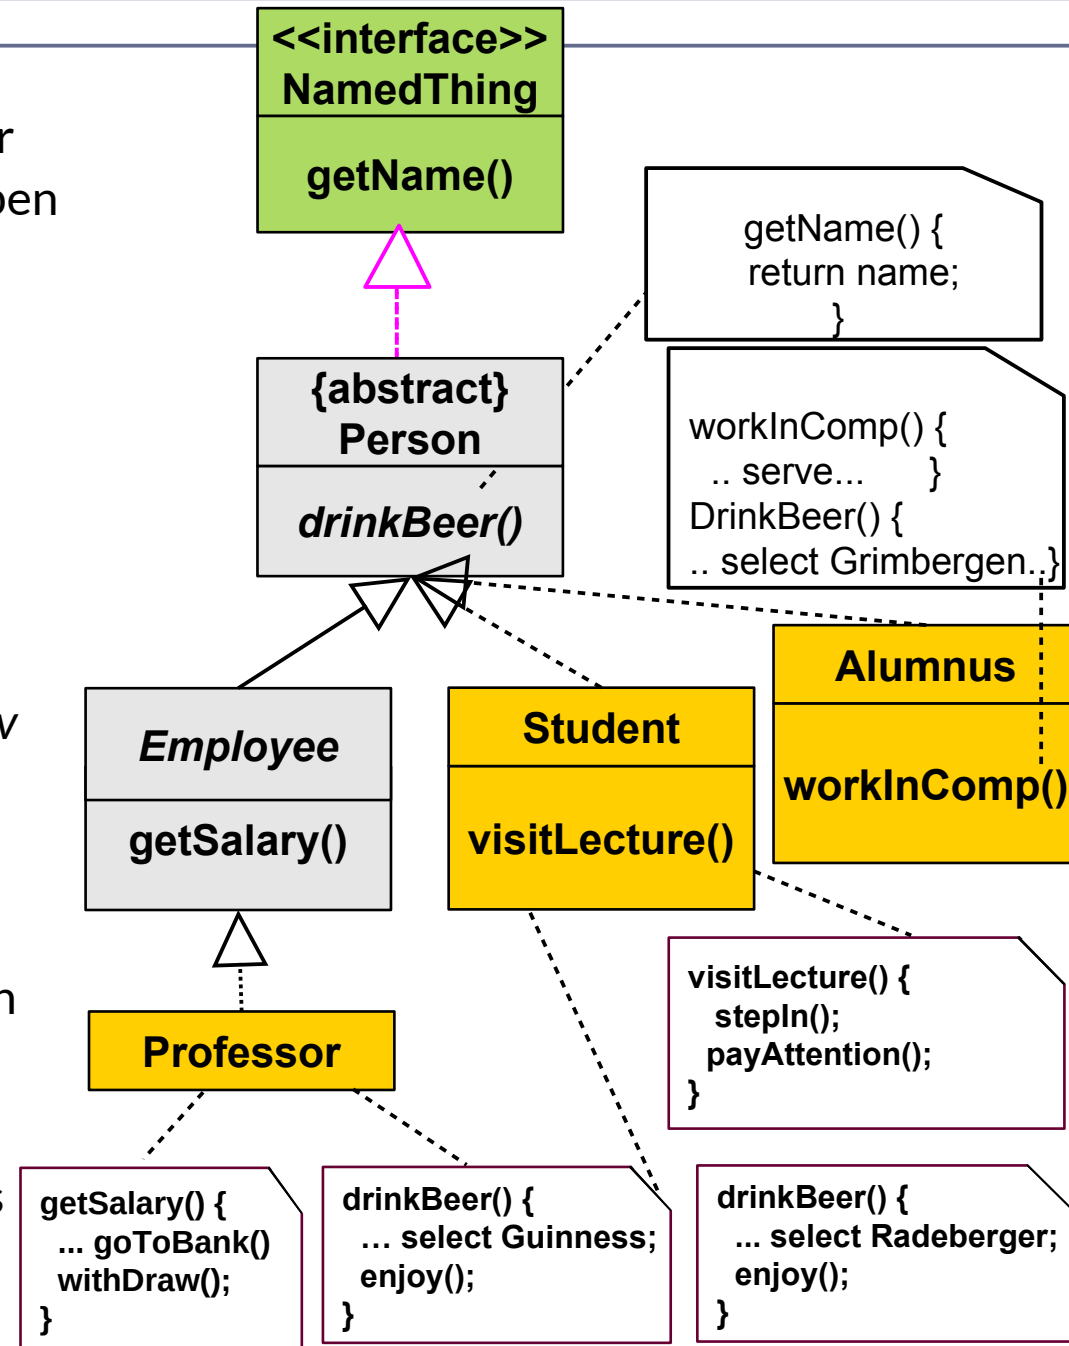 <<interface>>
NamedThing
getName()
getName() {
return name;
}
{abstract}
Person
drinkBeer()
workInComp() {
.. serve... }
DrinkBeer() {
.. select Grimbergen..}
Employee
getSalary()
Student
visitLecture()
Alumnus
workInComp()
Professor
visitLecture() {
stepIn();
payAttention();
}
getSalary() {
... goToBank()
withDraw();
}
drinkBeer() {
... select Guinness;
enjoy();
}
drinkBeer() {
... select Radeberger;
enjoy();
}